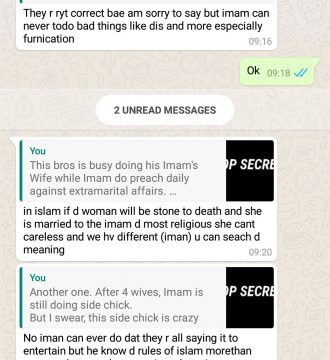 They r ryt correct bae am sorry to say but imam can
never todo bad things like dis and more especially
furnication
09:16
Ok 09:18
2 UNREAD MESSAGES
You
This bros is busy doing his Imam's
Wife while Imam do preach daily
against extramarital affairs. ...
OP SECRE
in islam if d woman will be stone to death and she
is married to the imam d most religious she cant
careless and we hv different (iman) u can seach d
meaning
09:20
You
Another one. After 4 wives, Imam is
still doing side chick.
But I swear, this side chick is crazy
OP SECRE
No iman can ever do dat they r all saying it to
entertain but he know d rules of islam morethan